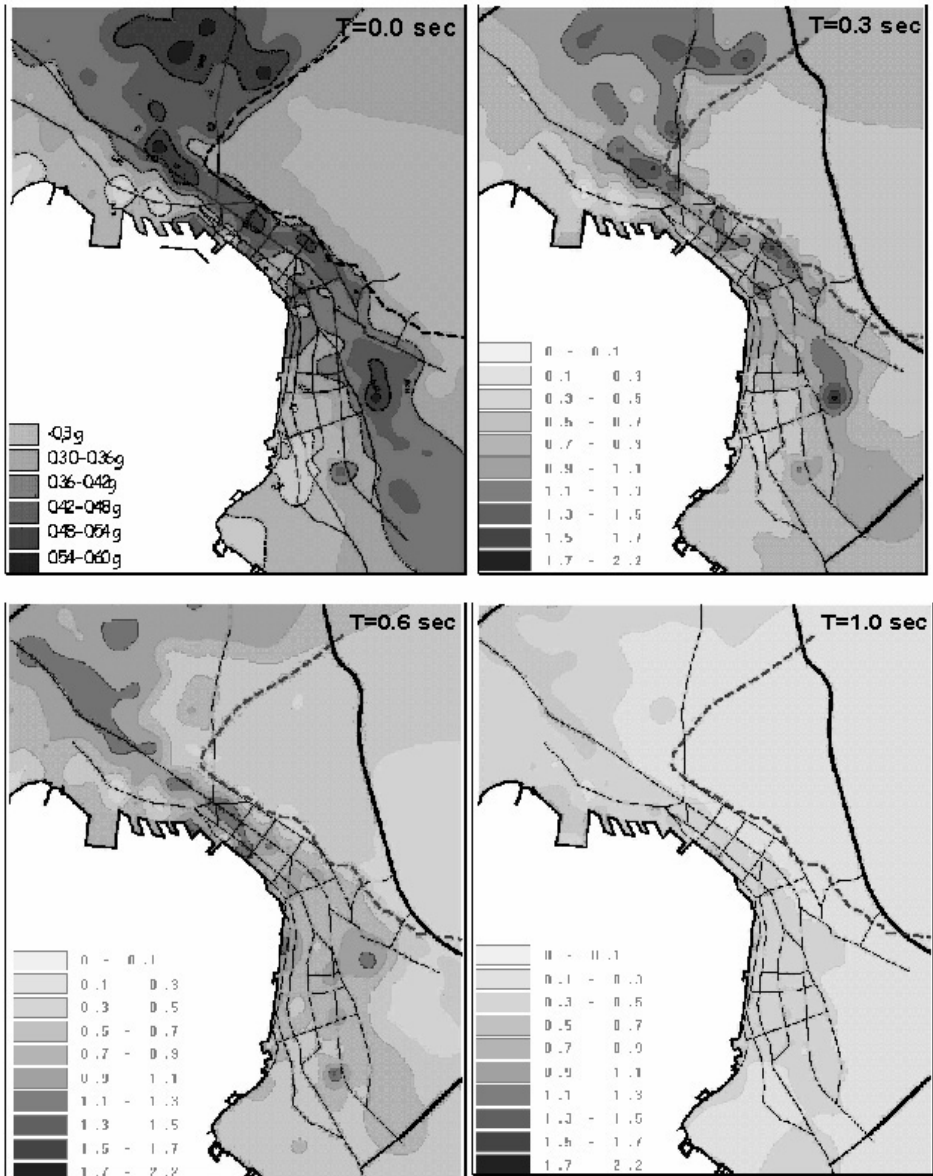 T=0.0 sec
-0,3g
0.30-0.36g
0.36-0.42g
0.42-0.48g
0.48-0.54g
0.54-0.60g
T=0.3 sec
0 - 0.1
0.1 0.3
0.3 - 0.5
0.5 - 0.7
0.7 - 0.9
0.9 - 1.1
1.1 - 1.3
1.3 - 1.5
1.5 1.7
1.7 - 2.2
T=0.6 sec
0 - 0.1
0.1 0.3
0.3 0.5
0.5 - 0.7
0.7 - 0.9
0.9 1.1
1.1 - 1.3
1.3 1.5
1.5 - 1.7
1.7 - 2.2
T=1.0 sec
0 - 0.1
0.1 - 0.3
0.3 - 0.5
0.5 0.7
0.7 0.9
0.9 1.1
1.1 1.3
1.3 - 1.5
1.5 - 1.7
1.7 - 2.2